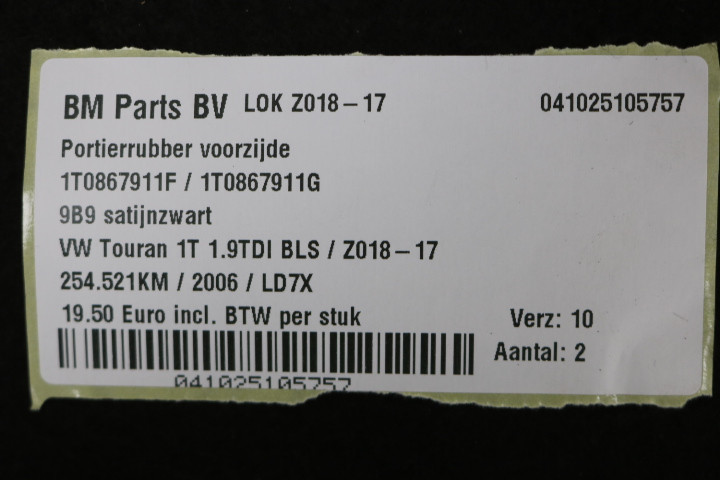 BM Parts BV LOK Z018-17 041025105757
Portierrubber voorzijde
1T0867911F / 1T0867911G
9B9 satijnzwart
VW Touran 1T 1.9TDI BLS / Z018-17
254.521KM / 2006 / LD7X
19.50 Euro incl. BTW per stuk Verz: 10
Aantal: 2
041025105757